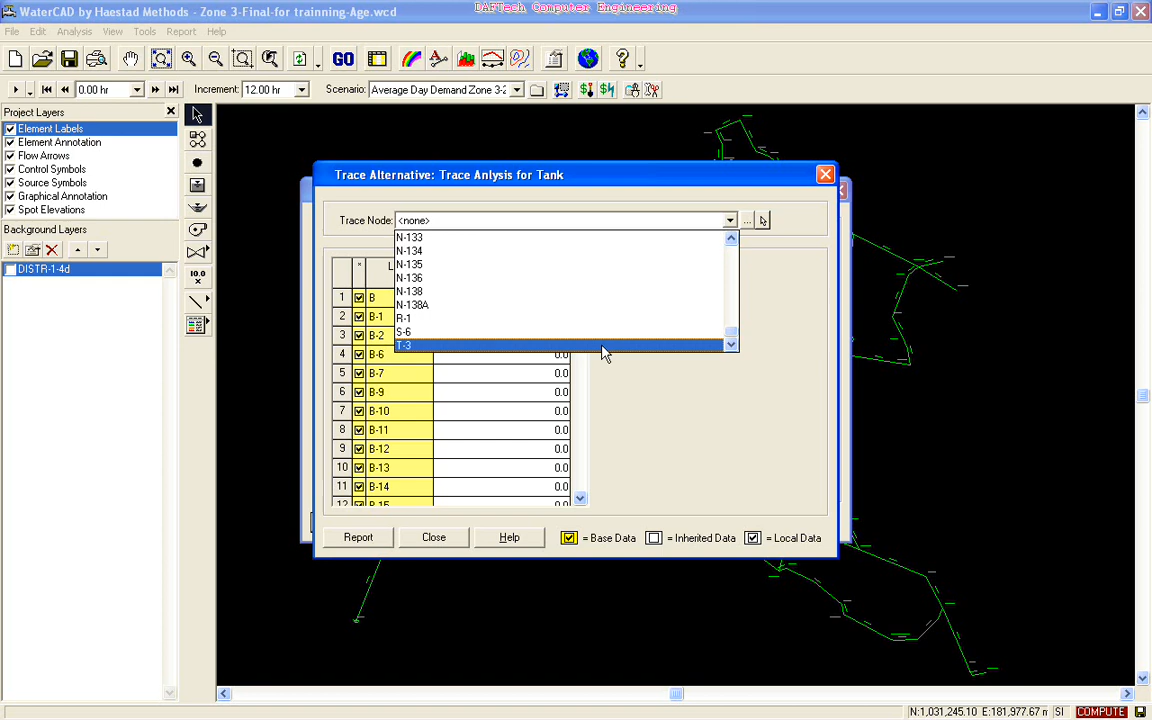 DAFTech Computer Engineering
WaterCAD by Haestad Methods - Zone 3-Final-for trainning-Age.wcd
File Edit Analysis View Tools Report Help
GO
0.00 hr Increment: 12.00 hr Scenario: Average Day Demand Zone 3-2
Project Layers
Element Labels
Element Annotation
Flow Arrows
Control Symbols
Source Symbols
Graphical Annotation
Spot Elevations
Background Layers
DISTR-1-4d
10.0
Trace Alternative: Trace Anlysis for Tank
Trace Node: <none> ...
N-133
N-134
N-135
N-136
N-138
N-138A
R-1
S-6
T-3
* L
1 B
2 B-1
3 B-2
4 B-6 0.0
5 B-7 0.0
6 B-9 0.0
7 B-10 0.0
8 B-11 0.0
9 B-12 0.0
10 B-13 0.0
11 B-14 0.0
12 B-15 0.0
Report Close Help = Base Data = Inherited Data = Local Data
N:1,031,245.10 E:181,977.67 m SI COMPUTE